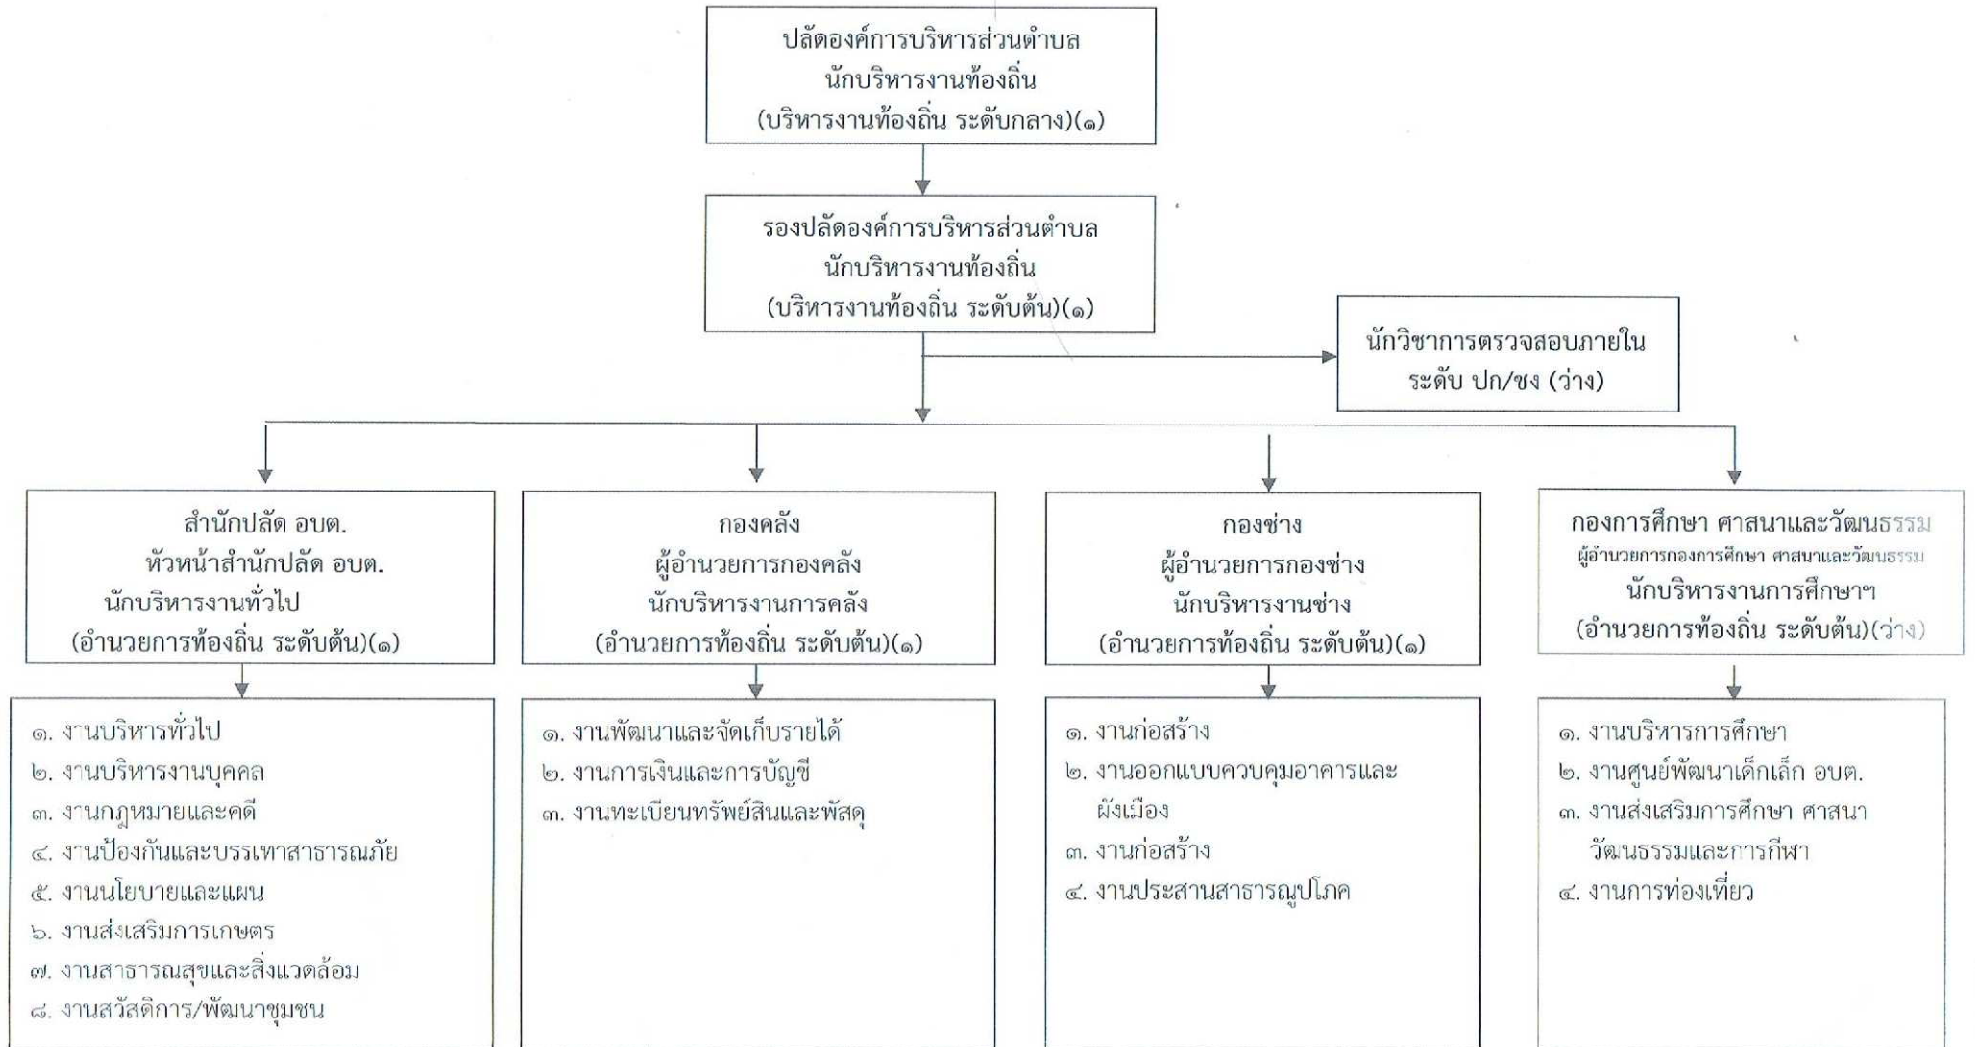 ปลัดองค์การบริหารส่วนตำบล
นักบริหารงานท้องถิ่น
(บริหารงานท้องถิ่น ระดับกลาง)(๑)
รองปลัดองค์การบริหารส่วนตำบล
นักบริหารงานท้องถิ่น
(บริหารงานท้องถิ่น ระดับต้น)(๑)
นักวิชาการตรวจสอบภายใน
ระดับ ปก/ชง (ว่าง)
สำนักปลัด อบต.
หัวหน้าสำนักปลัด อบต.
นักบริหารงานทั่วไป
(อำนวยการท้องถิ่น ระดับต้น)(๑)
กองคลัง
ผู้อำนวยการกองคลัง
นักบริหารงานการคลัง
(อำนวยการท้องถิ่น ระดับต้น)(๑)
กองช่าง
ผู้อำนวยการกองช่าง
นักบริหารงานช่าง
(อำนวยการท้องถิ่น ระดับต้น)(๑)
กองการศึกษา ศาสนาและวัฒนธรรม
ผู้อำนวยการกองการศึกษา ศาสนาและวัฒนธรรม
นักบริหารงานการศึกษาฯ
(อำนวยการท้องถิ่น ระดับต้น)(ว่าง)
๑. งานบริหารทั่วไป
๒. งานบริหารงานบุคคล
๓. งานกฎหมายและคดี
๔. งานป้องกันและบรรเทาสาธารณภัย
๕. งานนโยบายและแผน
๖. งานส่งเสริมการเกษตร
๗. งานสาธารณสุขและสิ่งแวดล้อม
๘. งานสวัสดิการ/พัฒนาชุมชน
๑. งานพัฒนาและจัดเก็บรายได้
๒. งานการเงินและการบัญชี
๓. งานทะเบียนทรัพย์สินและพัสดุ
๑. งานก่อสร้าง
๒. งานออกแบบควบคุมอาคารและ
ผังเมือง
๓. งานก่อสร้าง
๔. งานประสานสาธารณูปโภค
๑. งานบริหารการศึกษา
๒. งานศูนย์พัฒนาเด็กเล็ก อบต.
๓. งานส่งเสริมการศึกษา ศาสนา
วัฒนธรรมและการกีฬา
๔. งานการท่องเที่ยว